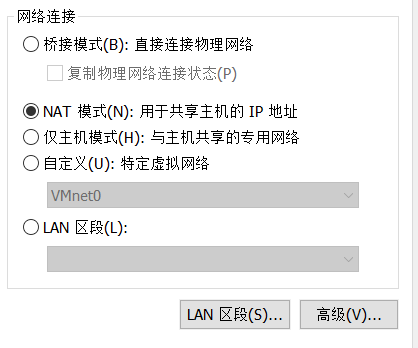 网络连接
桥接模式(B): 直接连接物理网络
复制物理网络连接状态(P)
NAT 模式(N): 用于共享主机的 IP 地址
仅主机模式(H): 与主机共享的专用网络
自定义(U): 特定虚拟网络
VMnet0
LAN 区段(L):
LAN 区段(S)... 高级(V)...